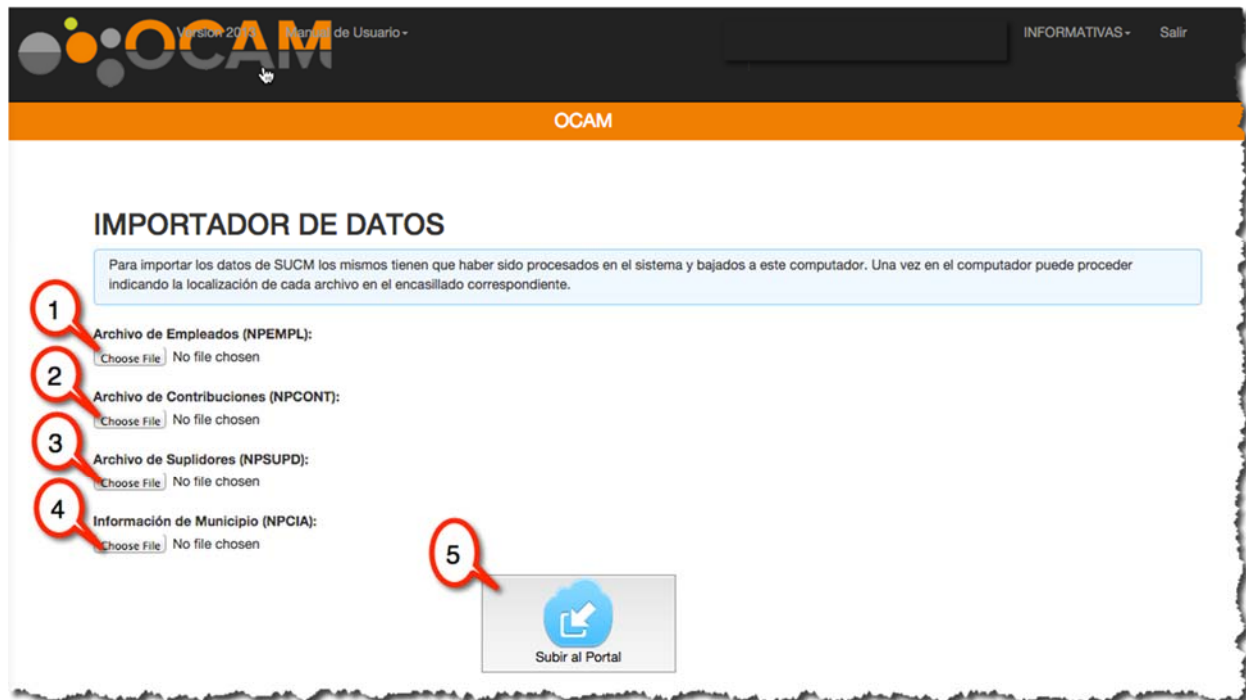 OCAM
Versión 2013 Manual de Usuario
INFORMATIVAS Salir
OCAM
IMPORTADOR DE DATOS
Para importar los datos de SUCM los mismos tienen que haber sido procesados en el sistema y bajados a este computador. Una vez en el computador puede proceder
indicando la localización de cada archivo en el encasillado correspondiente.
1
Archivo de Empleados (NPEMPL):
Choose File No file chosen
2
Archivo de Contribuciones (NPCONT):
Choose File No file chosen
3
Archivo de Suplidores (NPSUPD):
Choose File No file chosen
4
Información de Municipio (NPCIA):
Choose File No file chosen
5
Subir al Portal